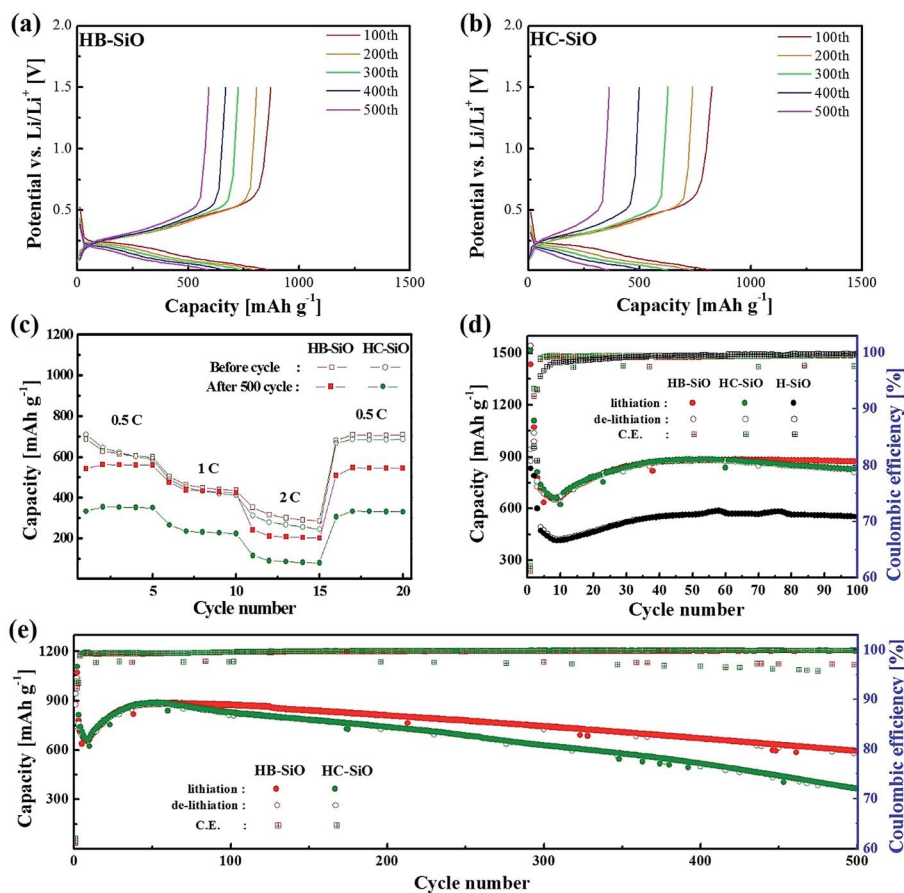 (a)
HB-SiO
100th
200th
300th
400th
500th
2.0
1.5
1.0
0.5
0
500
1000
1500
Potential vs. Li/Li⁺ [V]
Capacity [mAh g⁻¹]
(b)
HC-SiO
100th
200th
300th
400th
500th
2.0
1.5
1.0
0.5
0
500
1000
1500
Potential vs. Li/Li⁺ [V]
Capacity [mAh g⁻¹]
(c)
HB-SiO HC-SiO
Before cycle :
After 500 cycle :
0.5 C
1 C
2 C
0.5 C
1200
1000
800
600
400
200
0
5
10
15
20
Capacity [mAh g⁻¹]
Cycle number
(d)
HB-SiO HC-SiO H-SiO
lithiation :
de-lithiation :
C.E. :
1500
1200
900
600
300
0 10 20 30 40 50 60 70 80 90 100
100
90
80
70
60
Capacity [mAh g⁻¹]
Coulombic efficiency [%]
Cycle number
(e)
HB-SiO HC-SiO
lithiation :
de-lithiation :
C.E. :
1200
900
600
300
0
100
200
300
400
500
100
90
80
70
60
Capacity [mAh g⁻¹]
Coulombic efficiency [%]
Cycle number